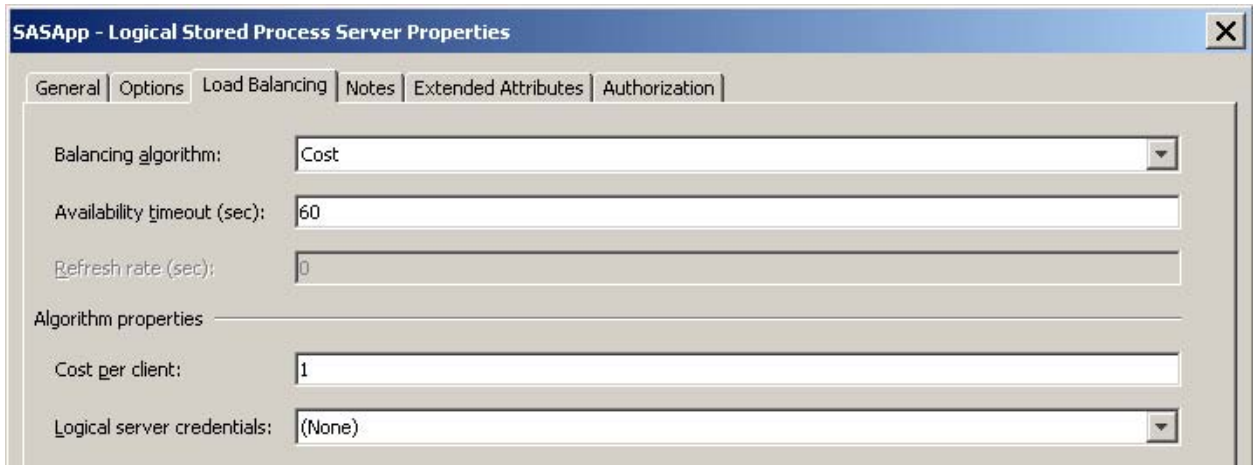 SASApp - Logical Stored Process Server Properties
General Options Load Balancing Notes Extended Attributes Authorization
Balancing algorithm: Cost
Availability timeout (sec): 60
Refresh rate (sec): 0
Algorithm properties
Cost per client: 1
Logical server credentials: (None)